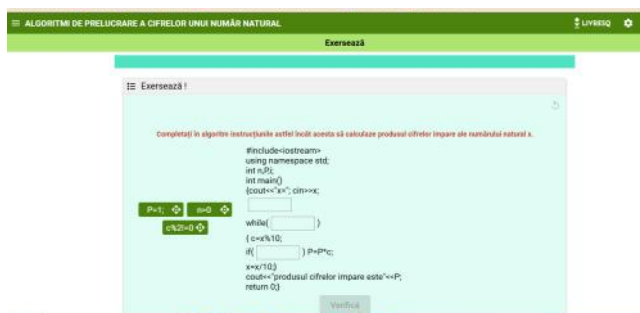 ALGORITMI DE PRELUCRARE A CIFRELOR UNUI NUMĂR NATURAL
LIVRESQ
Exersează
Exersează !
Completați în algoritm instrucțiunile astfel încât acesta să calculaze produsul cifrelor impare ale numărului natural x.
#include<iostream>
using namespace std;
int n,P,i;
int main()
{cout<<"x="; cin>>x;
P=1;
n=0
c%2!=0
while( )
{ c=x%10;
if( ) P=P*c;
x=x/10;}
cout<<"produsul cifrelor impare este"<<P;
return 0;}
Verifică